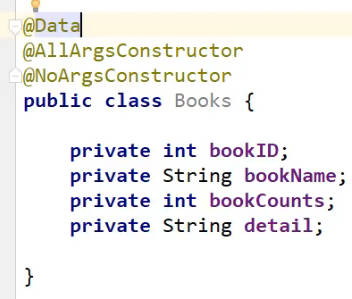 @Data
@AllArgsConstructor
@NoArgsConstructor
public class Books {
private int bookID;
private String bookName;
private int bookCounts;
private String detail;
}